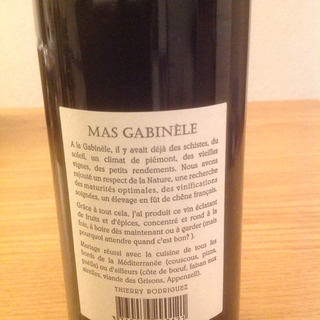 MAS GABINÈLE
A la Gabinèle, il y avait déjà des schistes, du
soleil, un climat de piémont, des vieilles
vignes, des petits rendements. Nous avons
rajouté un respect de la Nature, une recherche
des maturités optimales, des vinifications
soignées, un élevage en fût de chêne français.
Grâce à tout cela, j'ai produit ce vin éclatant
de fruits et d'épices, concentré et rond à la
fois, à boire dès maintenant ou à garder (mais
pourquoi attendre quand c'est bon? ).
Mariage réussi avec la cuisine de tous les
bords de la Méditerranée (couscous, pizza,
paëlla) ou d'ailleurs (côte de bœuf, faisan aux
airelles, viande des Grisons, Appenzell).
THIERRY RODRIGUEZ